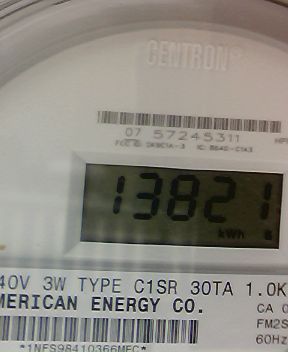 CENTRON®
07 57245311
13821
kWh
40V 3W TYPE C1SR 30TA 1.0K
MERICAN ENERGY CO.
CA 0
FM2S
60Hz
*1NFS98410366MEC*